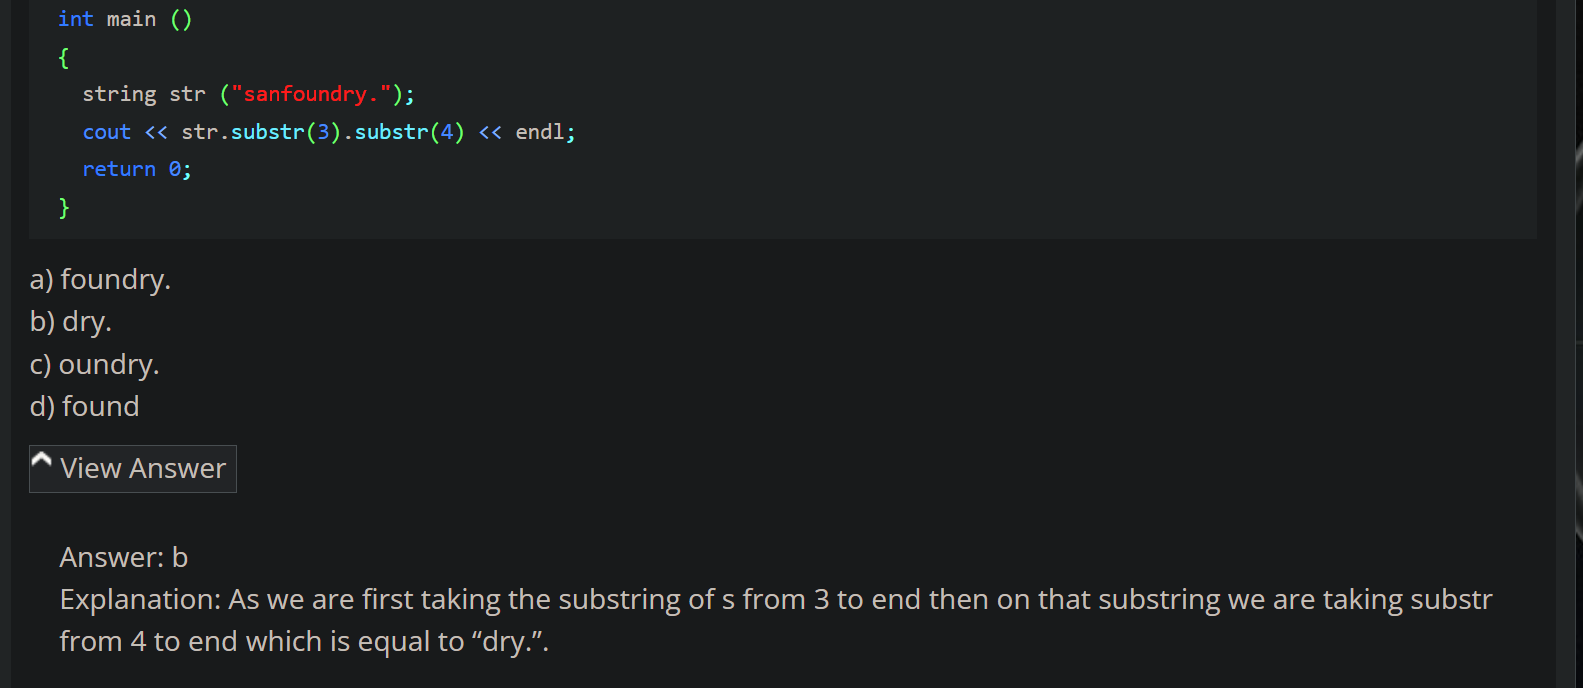 int main ()
{
string str ("sanfoundry.");
cout << str.substr(3).substr(4) << endl;
return 0;
}
a) foundry.
b) dry.
c) oundry.
d) found
View Answer
Answer: b
Explanation: As we are first taking the substring of s from 3 to end then on that substring we are taking substr
from 4 to end which is equal to “dry.”.